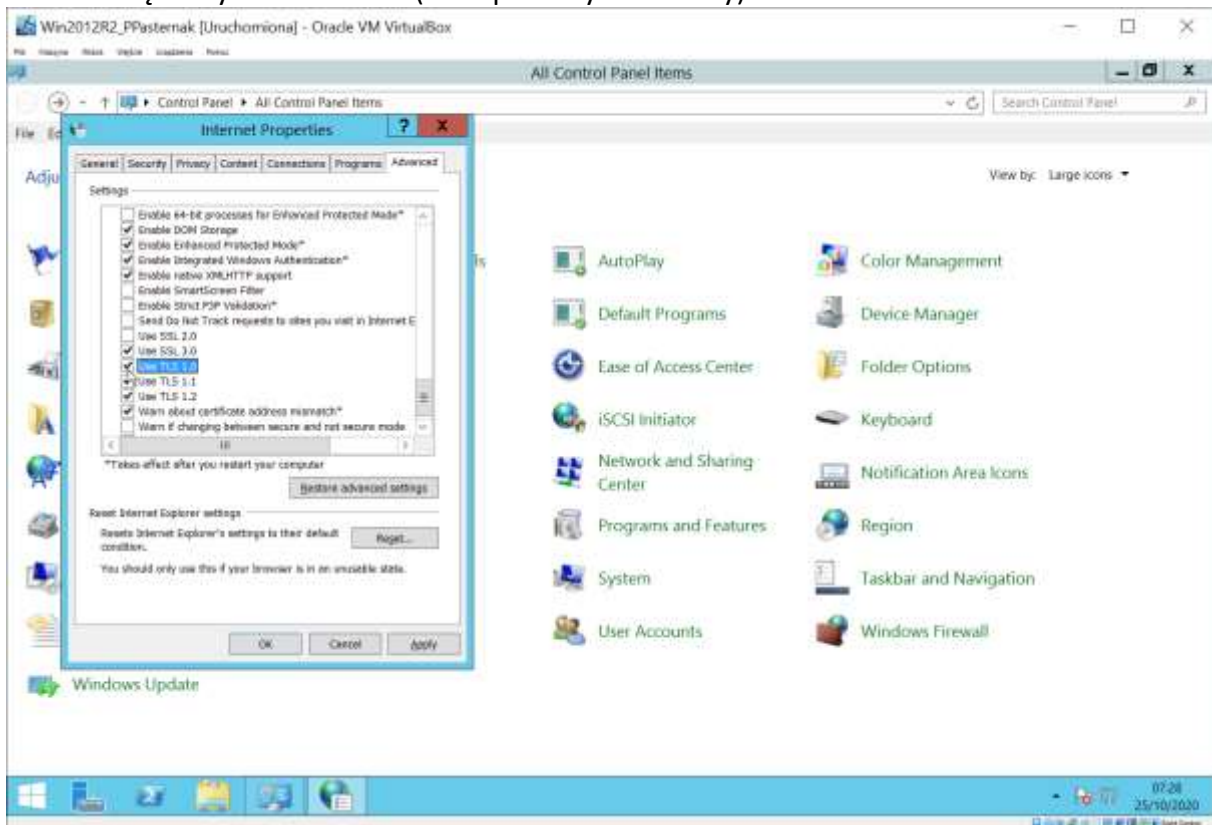 Win2012R2_PPasternak [Uruchomiona] - Oracle VM VirtualBox
All Control Panel Items
Control Panel ▸ All Control Panel Items
Search Control Panel
File
Internet Properties
General Security Privacy Content Connections Programs Advanced
Adju
View by: Large icons
Settings
Enable 64-bit processes for Enhanced Protected Mode*
Enable DOM Storage
Enable Enhanced Protected Mode*
Enable Integrated Windows Authentication*
Enable native XMLHTTP support
Enable SmartScreen Filter
Enable Strict P3P Validation*
Send Do Not Track requests to sites you visit in Internet E
Use SSL 2.0
Use SSL 3.0
Use TLS 1.0
Use TLS 1.1
Use TLS 1.2
Warn about certificate address mismatch*
Warn if changing between secure and not secure mode
*Takes effect after you restart your computer
Restore advanced settings
Reset Internet Explorer settings
Resets Internet Explorer's settings to their default
condition.
Reset...
You should only use this if your browser is in an unusable state.
OK Cancel Apply
AutoPlay
Color Management
Default Programs
Device Manager
Ease of Access Center
Folder Options
iSCSI Initiator
Keyboard
Network and Sharing
Center
Notification Area Icons
Programs and Features
Region
System
Taskbar and Navigation
User Accounts
Windows Firewall
Windows Update
07:28
25/10/2020